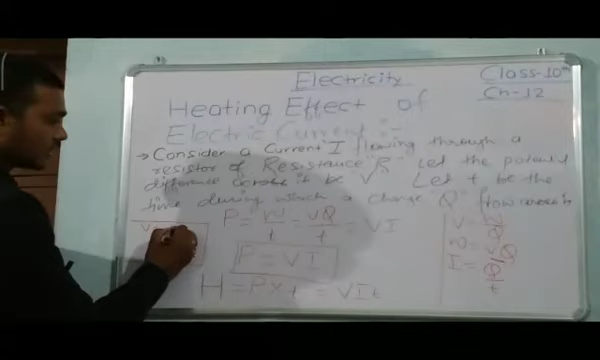 Electricity
Class-10th
Ch-12
Heating Effect of
Electric Current :-
→ Consider a Current I flowing through a
resistor of Resistance "R" Let the potential
difference across it be V Let t be the
time during which a charge Q flow across it
P = W/t = VQ/t = VI
P = VI
H = P×t = VIt
V = W/Q
W = VQ
I = Q/t
V